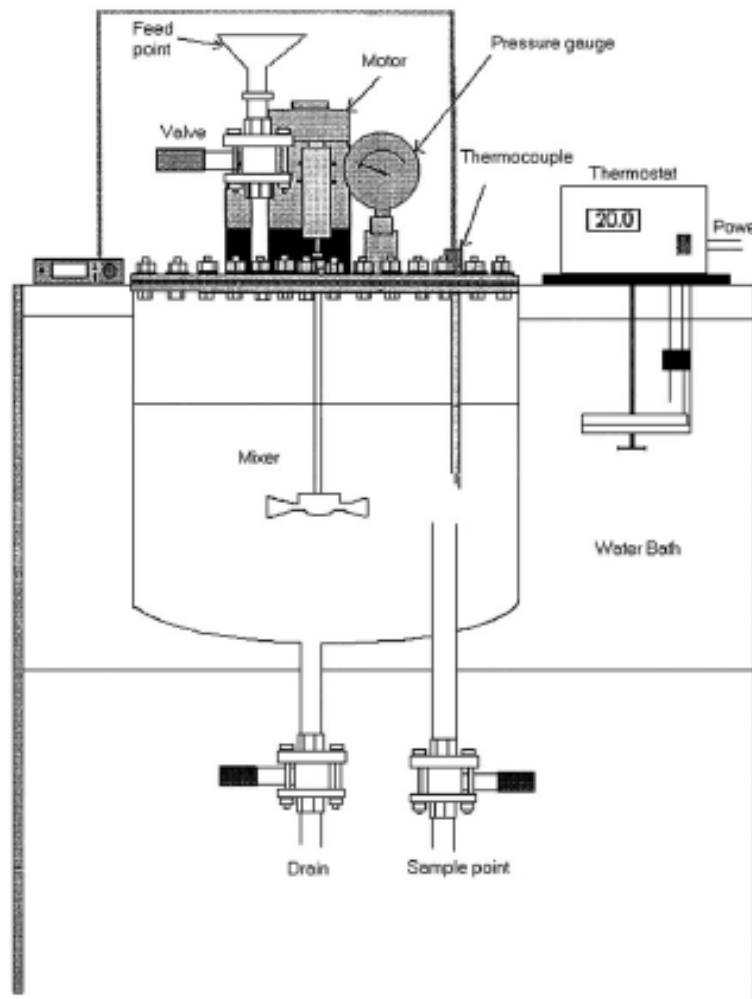 Feed
point
Motor
Pressure gauge
Valve
Thermocouple
Thermostat
20.0
Powe
Mixer
Water Bath
Drain
Sample point